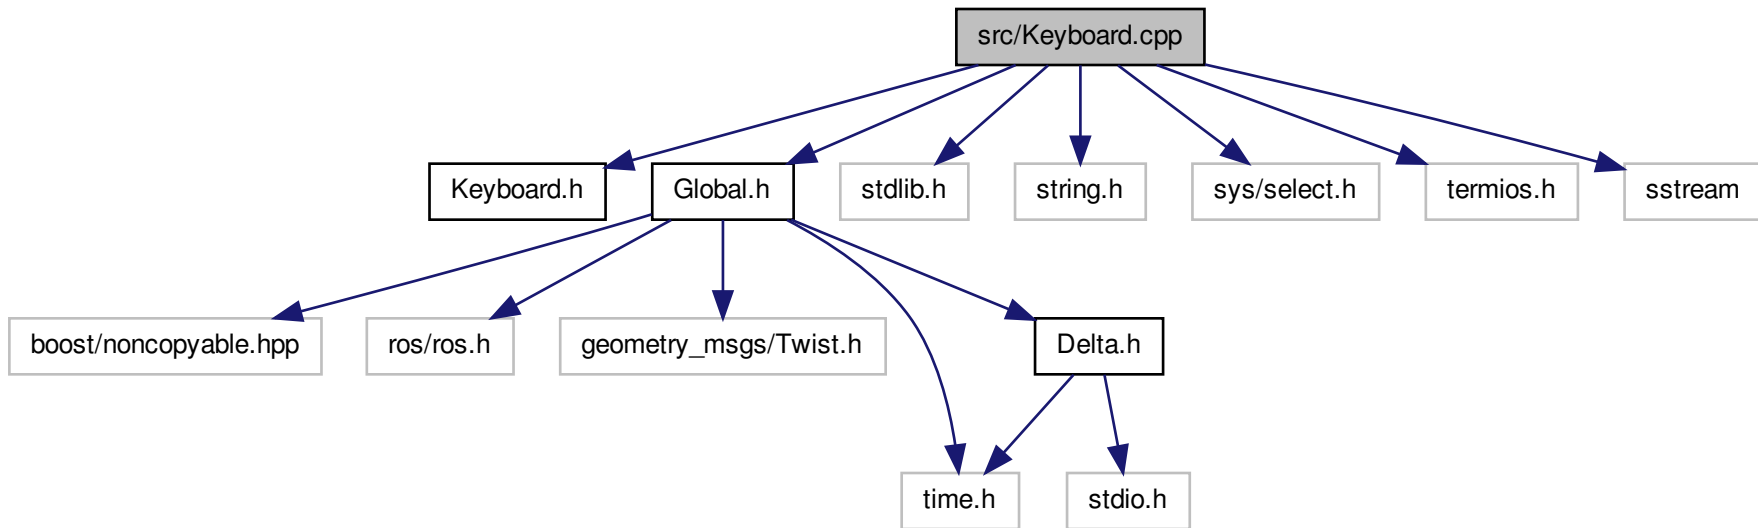 src/Keyboard.cpp
Keyboard.h
Global.h
stdlib.h
string.h
sys/select.h
termios.h
sstream
boost/noncopyable.hpp
ros/ros.h
geometry_msgs/Twist.h
Delta.h
time.h
stdio.h